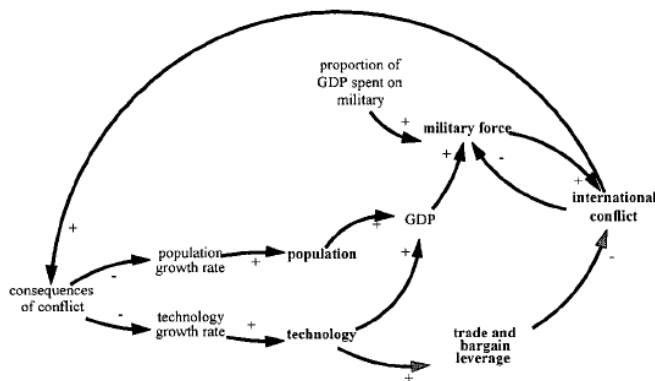 proportion of
GDP spent on
military
+
military force
+
-
+
international
conflict
GDP
+
+
+
population
growth rate
+
population
-
consequences
of conflict
-
technology
growth rate
+
technology
+
trade and
bargain
leverage
-